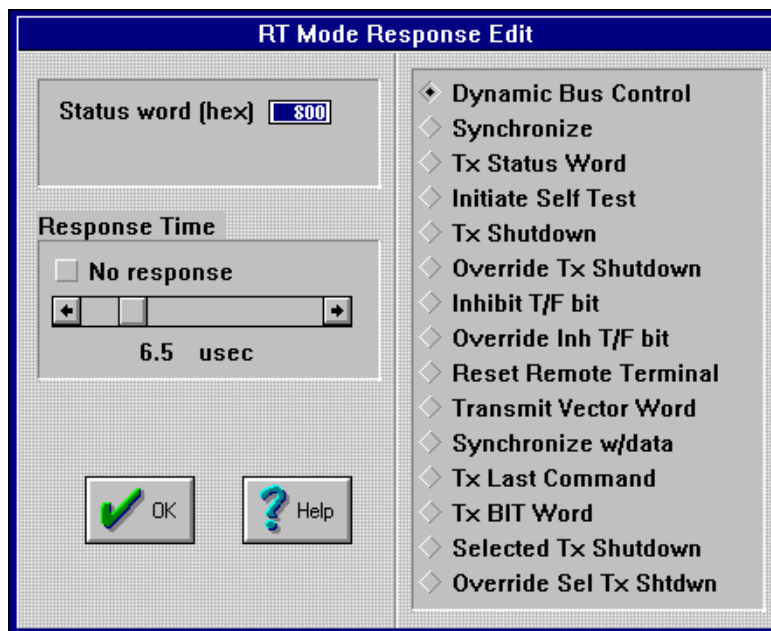 RT Mode Response Edit
Status word (hex) 800
Response Time
No response
6.5 usec
OK
Help
Dynamic Bus Control
Synchronize
Tx Status Word
Initiate Self Test
Tx Shutdown
Override Tx Shutdown
Inhibit T/F bit
Override Inh T/F bit
Reset Remote Terminal
Transmit Vector Word
Synchronize w/data
Tx Last Command
Tx BIT Word
Selected Tx Shutdown
Override Sel Tx Shtdwn